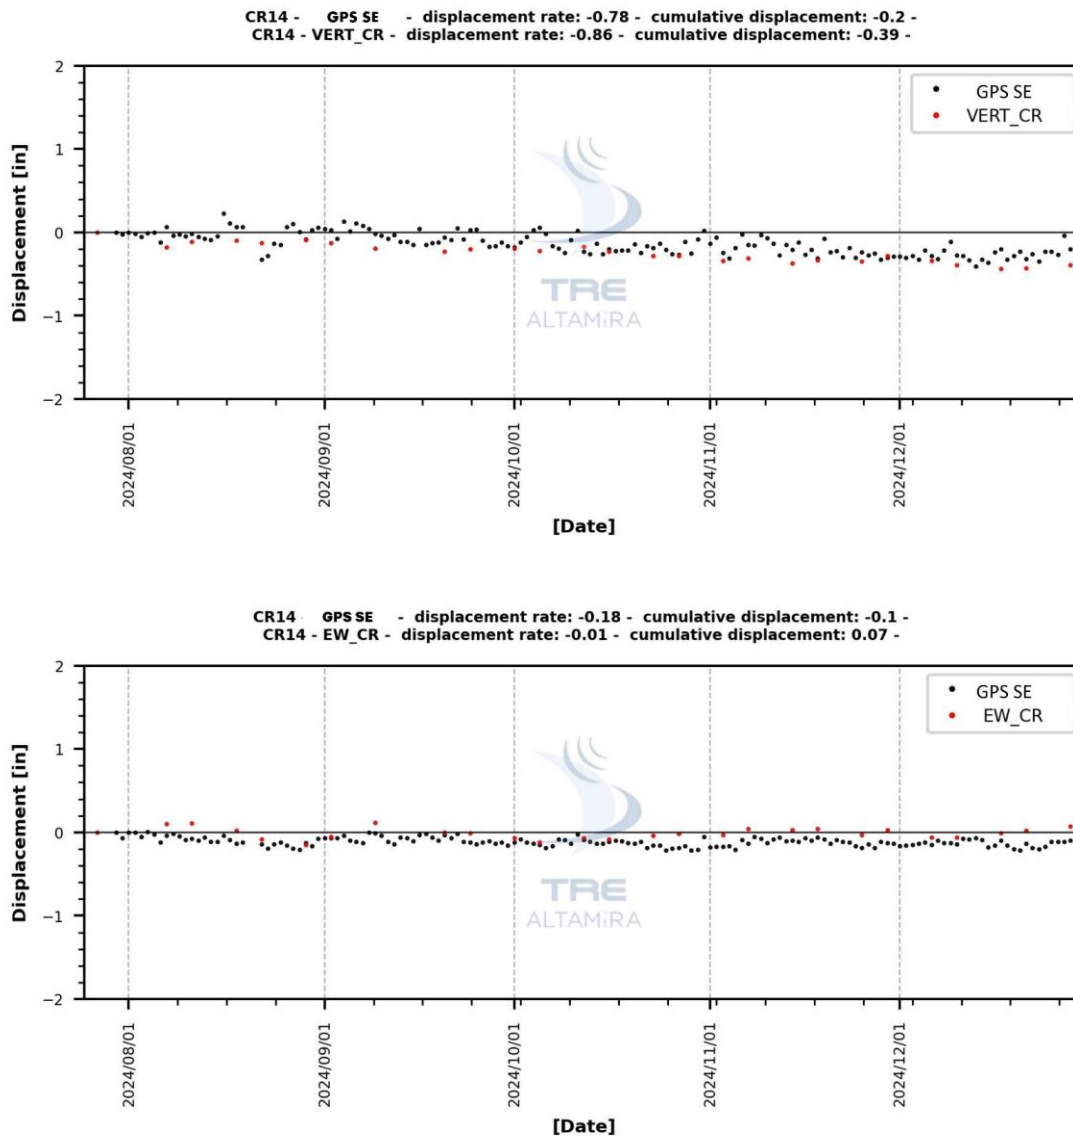 CR14 - GPS SE - displacement rate: -0.78 - cumulative displacement: -0.2 -
CR14 - VERT_CR - displacement rate: -0.86 - cumulative displacement: -0.39 -
2
1
0
−1
−2
Displacement [in]
GPS SE
VERT_CR
TRE
ALTAMiRA
2024/08/01
2024/09/01
2024/10/01
2024/11/01
2024/12/01
[Date]
CR14 GPS SE - displacement rate: -0.18 - cumulative displacement: -0.1 -
CR14 - EW_CR - displacement rate: -0.01 - cumulative displacement: 0.07 -
2
1
0
−1
−2
Displacement [in]
GPS SE
EW_CR
TRE
ALTAMiRA
2024/08/01
2024/09/01
2024/10/01
2024/11/01
2024/12/01
[Date]